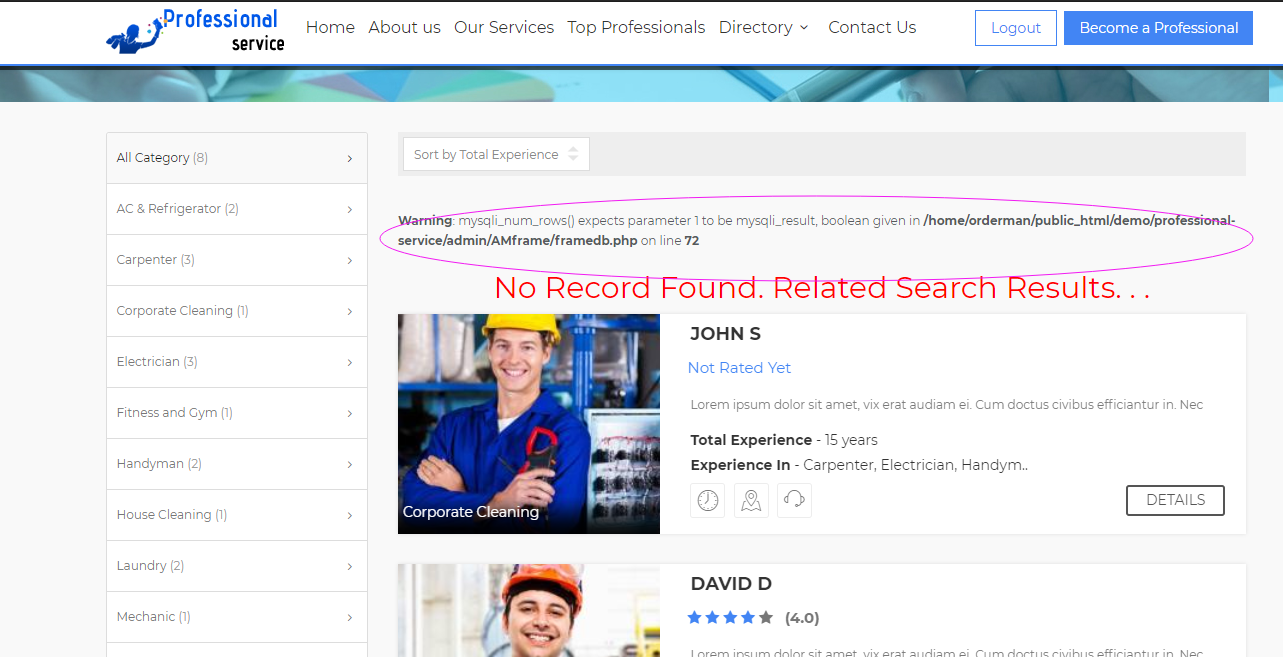 Professional
service
Home About us Our Services Top Professionals Directory Contact Us Logout Become a Professional
All Category (8)
AC & Refrigerator (2)
Carpenter (3)
Corporate Cleaning (1)
Electrician (3)
Fitness and Gym (1)
Handyman (2)
House Cleaning (1)
Laundry (2)
Mechanic (1)
Sort by Total Experience
Warning: mysqli_num_rows() expects parameter 1 to be mysqli_result, boolean given in /home/orderman/public_html/demo/professional-
service/admin/AMframe/framedb.php on line 72
No Record Found. Related Search Results. . .
Corporate Cleaning
JOHN S
Not Rated Yet
Lorem ipsum dolor sit amet, vix erat audiam ei. Cum doctus civibus efficiantur in. Nec
Total Experience - 15 years
Experience In - Carpenter, Electrician, Handym..
DETAILS
DAVID D
(4.0)
Lorem ipsum dolor sit amet, vix erat audiam ei. Cum doctus civibus efficiantur in. Nec